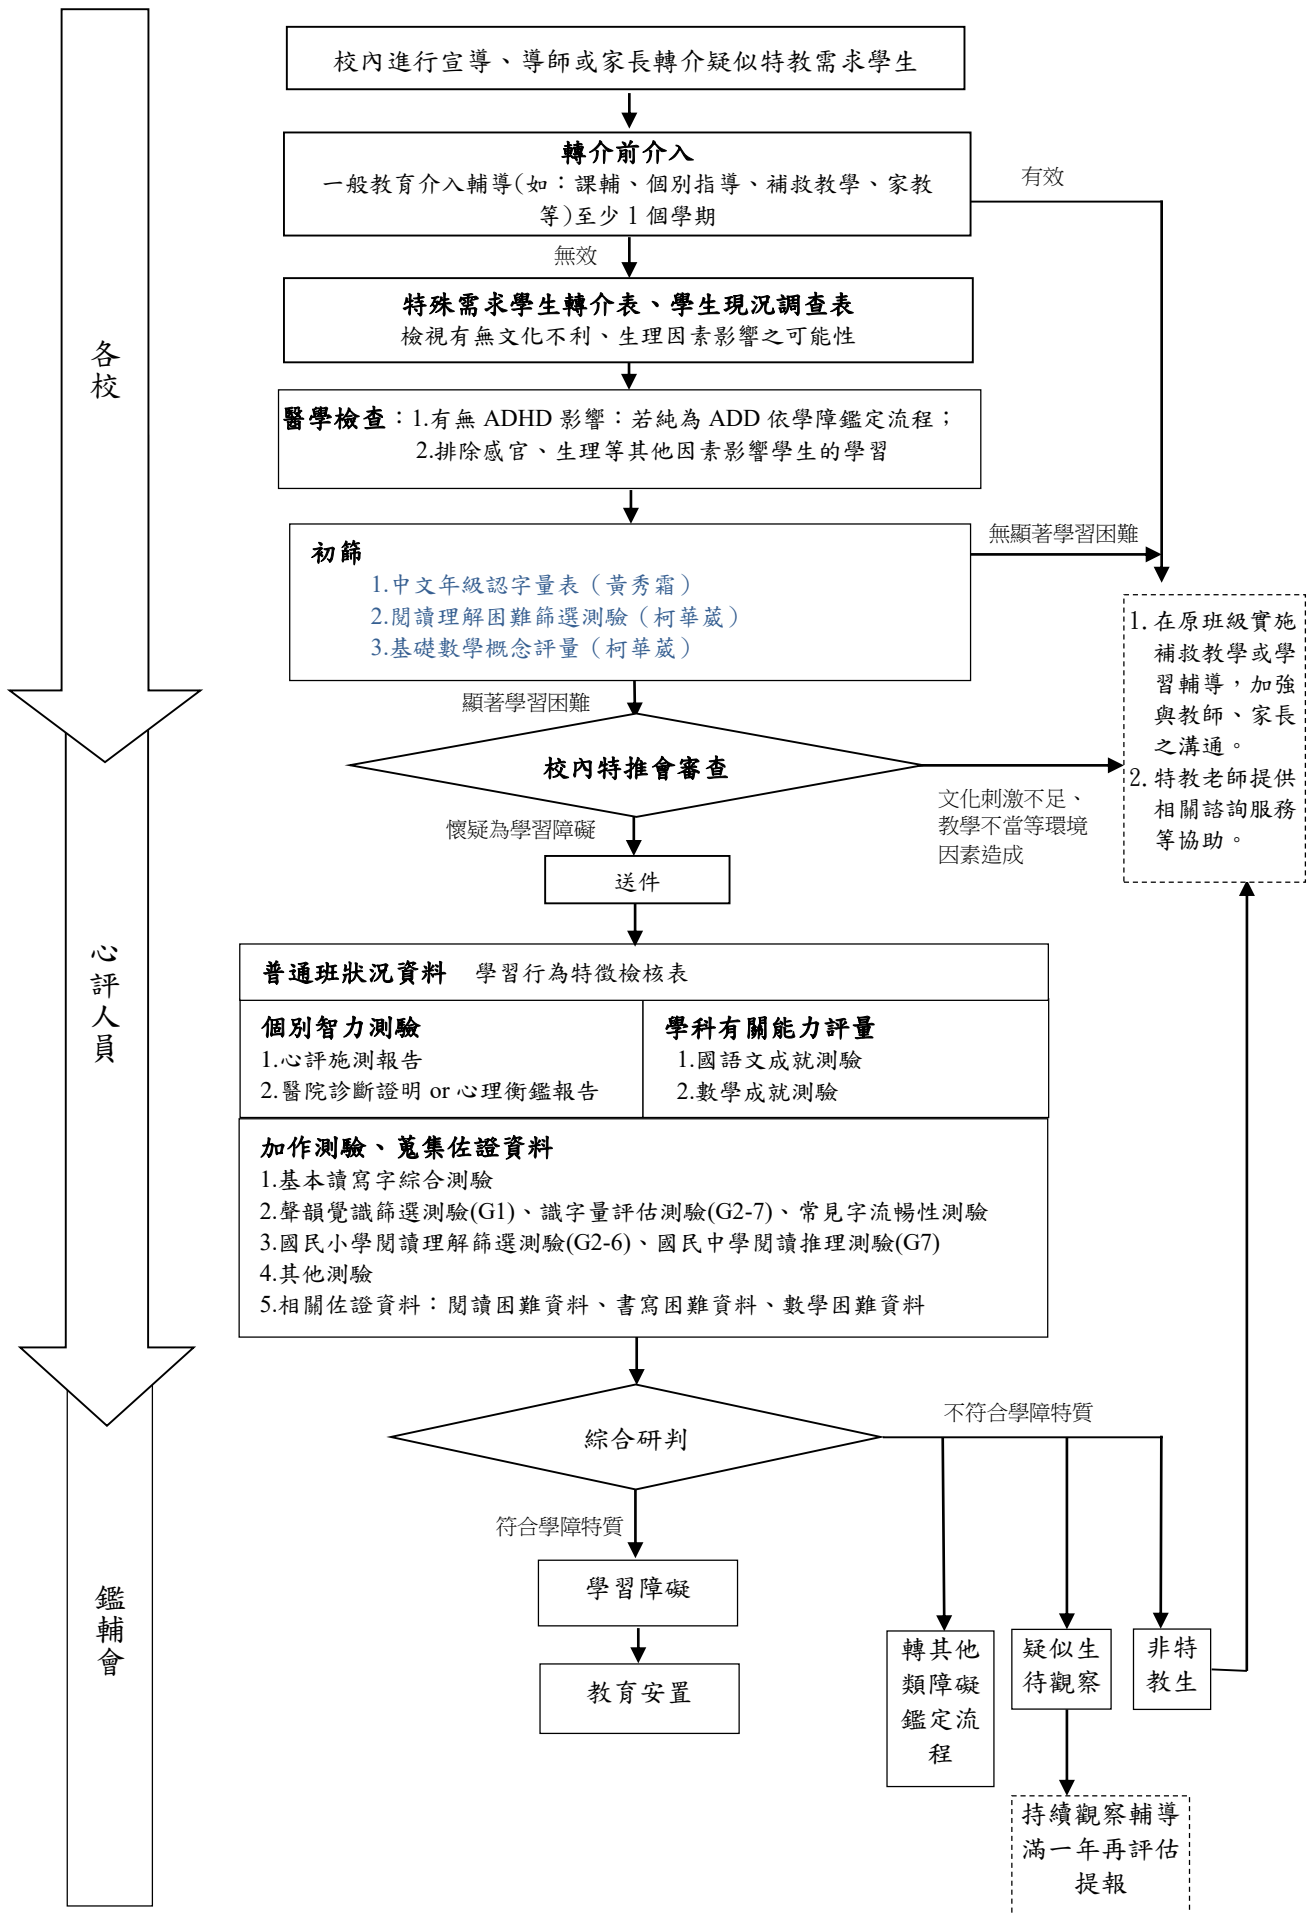 校內進行宣導、導師或家長轉介疑似特教需求學生
轉介前介入
一般教育介入輔導(如：課輔、個別指導、補救教學、家教
等)至少 1 個學期
有效
無效
特殊需求學生轉介表、學生現況調查表
檢視有無文化不利、生理因素影響之可能性
各校
醫學檢查：1.有無 ADHD 影響：若純為 ADD 依學障鑑定流程；
2.排除感官、生理等其他因素影響學生的學習
初篩
1.中文年級認字量表（黃秀霜）
2.閱讀理解困難篩選測驗（柯華葳）
3.基礎數學概念評量（柯華葳）
無顯著學習困難
顯著學習困難
1. 在原班級實施
補救教學或學
習輔導，加強
與教師、家長
之溝通。
2. 特教老師提供
相關諮詢服務
等協助。
校內特推會審查
文化刺激不足、
教學不當等環境
因素造成
懷疑為學習障礙
送件
心評人員
普通班狀況資料 學習行為特徵檢核表
個別智力測驗
1.心評施測報告
2.醫院診斷證明 or 心理衡鑑報告
學科有關能力評量
1.國語文成就測驗
2.數學成就測驗
加作測驗、蒐集佐證資料
1.基本讀寫字綜合測驗
2.聲韻覺識篩選測驗(G1)、識字量評估測驗(G2-7)、常見字流暢性測驗
3.國民小學閱讀理解篩選測驗(G2-6)、國民中學閱讀推理測驗(G7)
4.其他測驗
5.相關佐證資料：閱讀困難資料、書寫困難資料、數學困難資料
綜合研判
不符合學障特質
符合學障特質
鑑輔會
學習障礙
教育安置
轉其他
類障礙
鑑定流
程
疑似生
待觀察
非特
教生
持續觀察輔導
滿一年再評估
提報